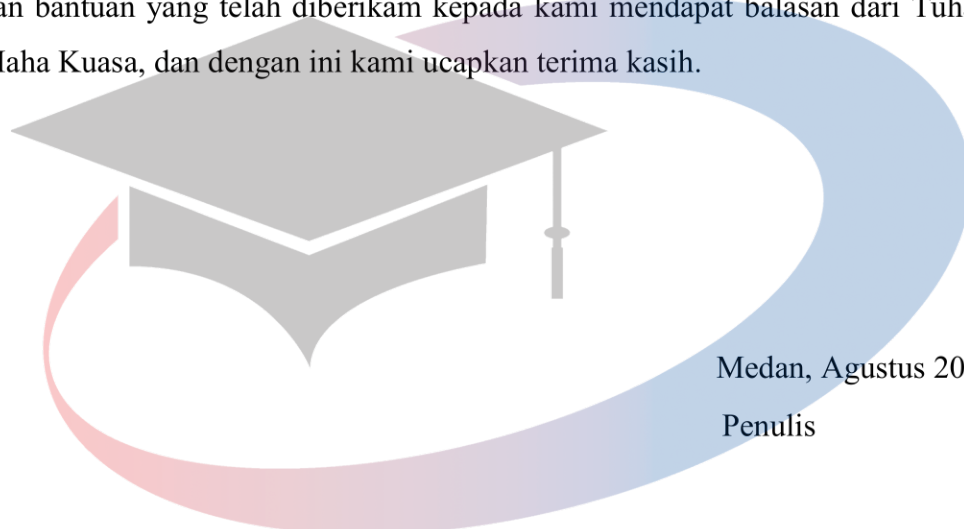 an bantuan yang telah diberikam kepada kami mendapat balasan dari Tuh
Maha Kuasa, dan dengan ini kami ucapkan terima kasih.
Medan, Agustus 20
Penulis